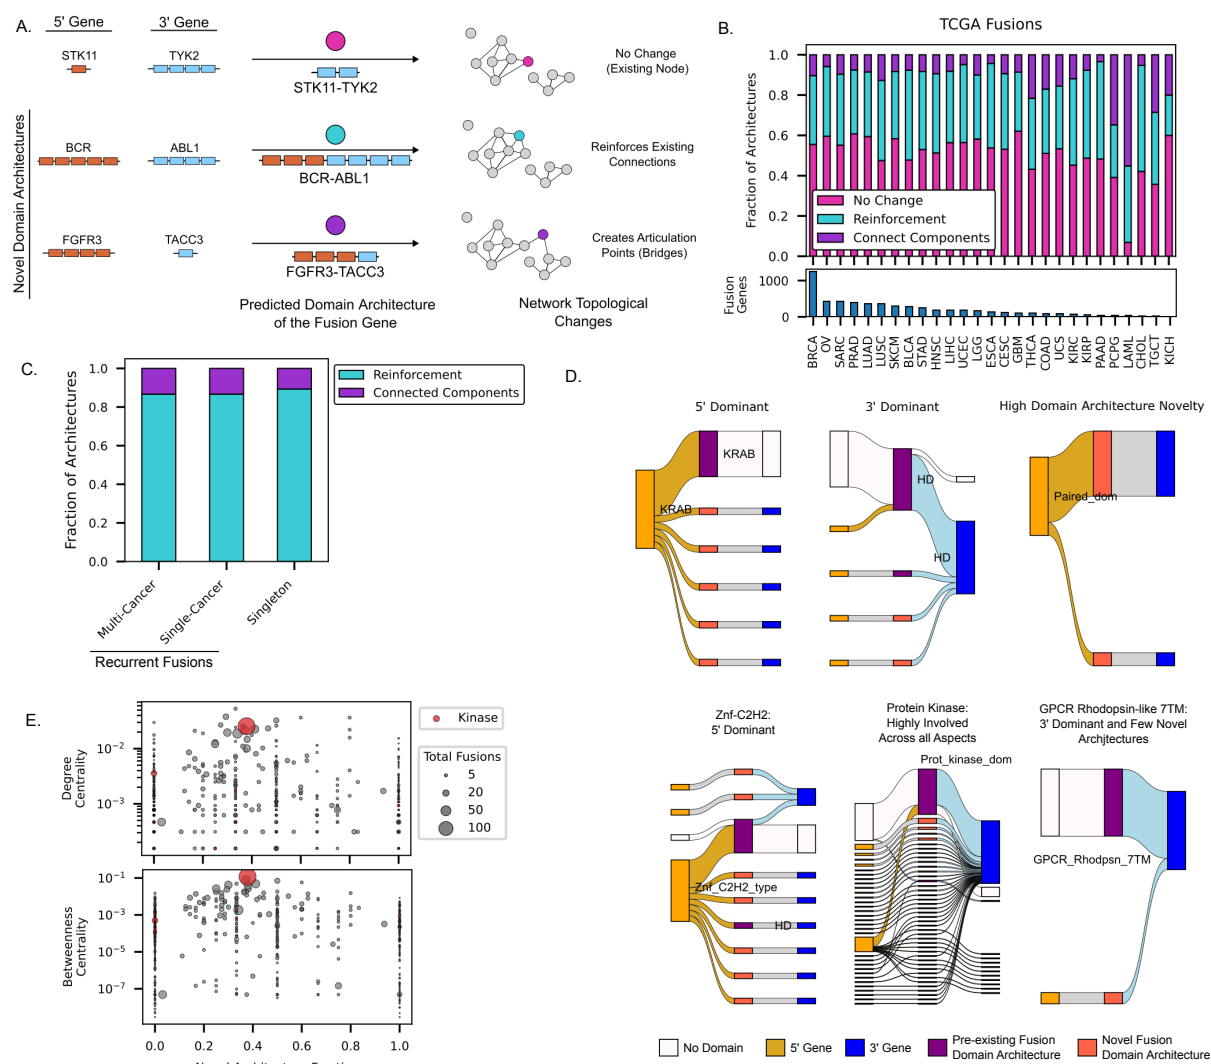 A.
5' Gene
3' Gene
STK11
TYK2
STK11-TYK2
No Change
(Existing Node)
Novel Domain Architectures
BCR
ABL1
BCR-ABL1
Reinforces Existing
Connections
FGFR3
TACC3
FGFR3-TACC3
Creates Articulation
Points (Bridges)
Predicted Domain Architecture
of the Fusion Gene
Network Topological
Changes
B.
TCGA Fusions
Fraction of Architectures
1.0
0.8
0.6
0.4
0.2
0.0
No Change
Reinforcement
Connect Components
Fusion
Genes
1000
0
BRCA
OV
SARC
PRAD
LUAD
LUSC
SKCM
BLCA
STAD
HNSC
LIHC
UCEC
LGG
ESCA
CESC
GBM
THCA
COAD
UCS
KIRC
KIRP
PAAD
PCPG
LAML
CHOL
TGCT
KICH
C.
Fraction of Architectures
1.0
0.8
0.6
0.4
0.2
0.0
Reinforcement
Connected Components
Multi-Cancer
Single-Cancer
Singleton
Recurrent Fusions
D.
5' Dominant
3' Dominant
High Domain Architecture Novelty
KRAB
KRAB
HD
HD
Paired_dom
Znf-C2H2:
5' Dominant
Protein Kinase:
Highly Involved
Across all Aspects
GPCR Rhodopsin-like 7TM:
3' Dominant and Few Novel
Architectures
Prot_kinase_dom
Znf_C2H2_type
HD
GPCR_Rhodpsn_7TM
No Domain
5' Gene
3' Gene
Pre-existing Fusion
Domain Architecture
Novel Fusion
Domain Architecture
E.
Degree
Centrality
10⁻²
10⁻³
Kinase
Total Fusions
5
20
50
100
Betweenness
Centrality
10⁻¹
10⁻³
10⁻⁵
10⁻⁷
0.0
0.2
0.4
0.6
0.8
1.0